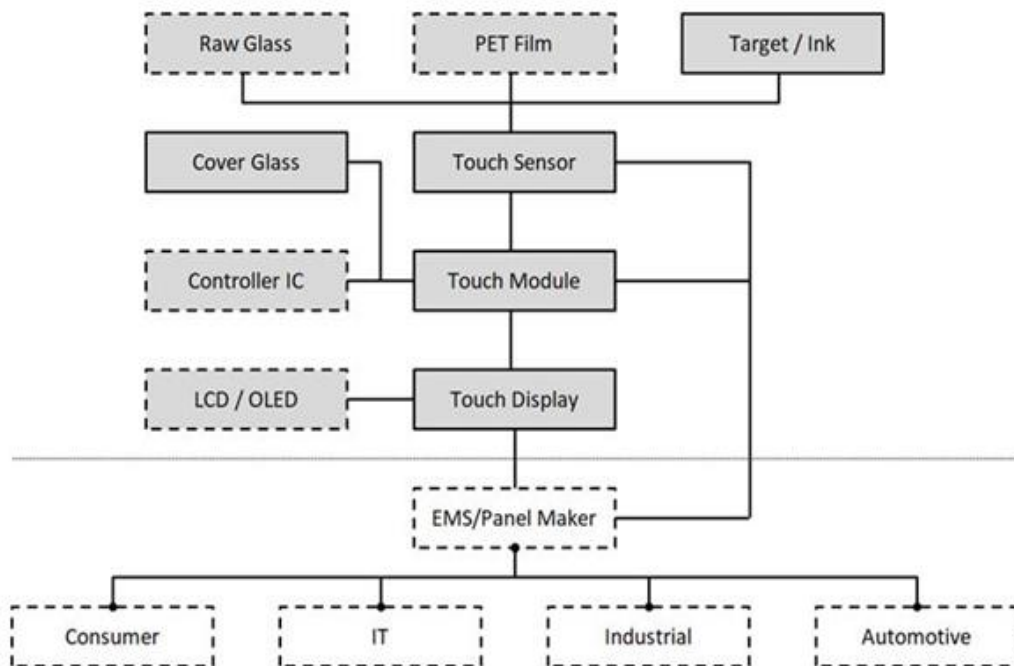 Raw Glass
PET Film
Target / Ink
Cover Glass
Touch Sensor
Controller IC
Touch Module
LCD / OLED
Touch Display
EMS/Panel Maker
Consumer
IT
Industrial
Automotive